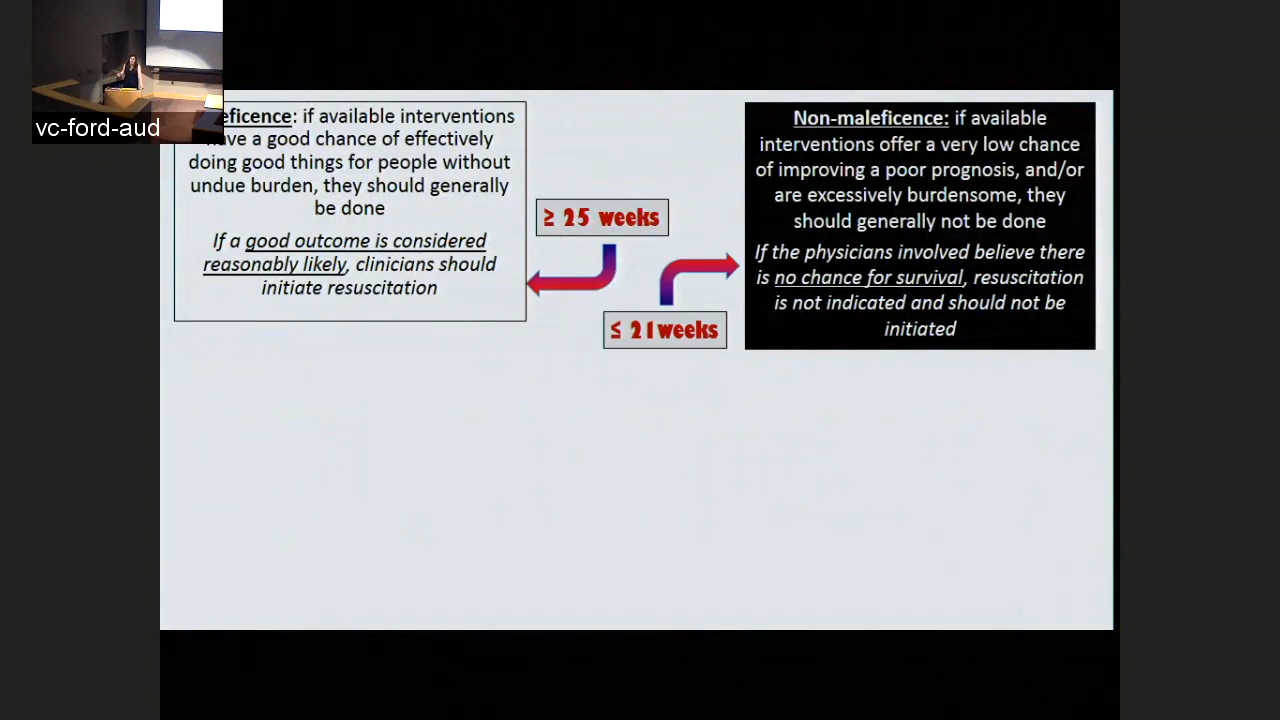 vc-ford-aud
eficence: if available interventions
ave a good chance of effectively
doing good things for people without
undue burden, they should generally
be done
If a good outcome is considered
reasonably likely, clinicians should
initiate resuscitation
≥ 25 weeks
≤ 21weeks
Non-maleficence: if available
interventions offer a very low chance
of improving a poor prognosis, and/or
are excessively burdensome, they
should generally not be done
If the physicians involved believe there
is no chance for survival, resuscitation
is not indicated and should not be
initiated